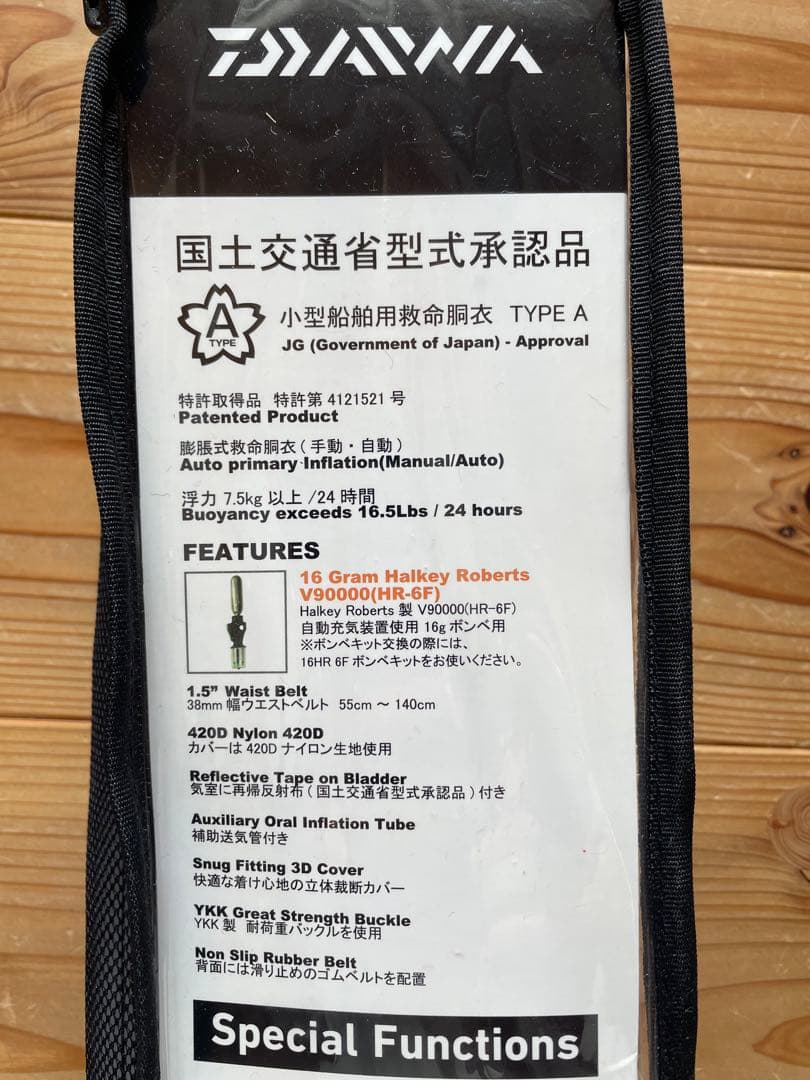 DAIWA
国土交通省型式承認品
A
TYPE
小型船舶用救命胴衣 TYPE A
JG (Government of Japan) - Approval
特許取得品 特許第 4121521 号
Patented Product
膨脹式救命胴衣 ( 手動・自動 )
Auto primary Inflation(Manual/Auto)
浮力 7.5kg 以上 /24 時間
Buoyancy exceeds 16.5Lbs / 24 hours
FEATURES
16 Gram Halkey Roberts
V90000(HR-6F)
Halkey Roberts 製 V90000(HR-6F)
自動充気装置使用 16g ボンベ用
※ボンベキット交換の際には、
16HR 6F ボンベキットをお使いください。
1.5” Waist Belt
38mm 幅ウエストベルト 55cm ～ 140cm
420D Nylon 420D
カバーは 420D ナイロン生地使用
Reflective Tape on Bladder
気室に再帰反射布 ( 国土交通省型式承認品 ) 付き
Auxiliary Oral Inflation Tube
補助送気管付き
Snug Fitting 3D Cover
快適な着け心地の立体裁断カバー
YKK Great Strength Buckle
YKK 製 耐荷重バックルを使用
Non Slip Rubber Belt
背面には滑り止めのゴムベルトを配置
Special Functions